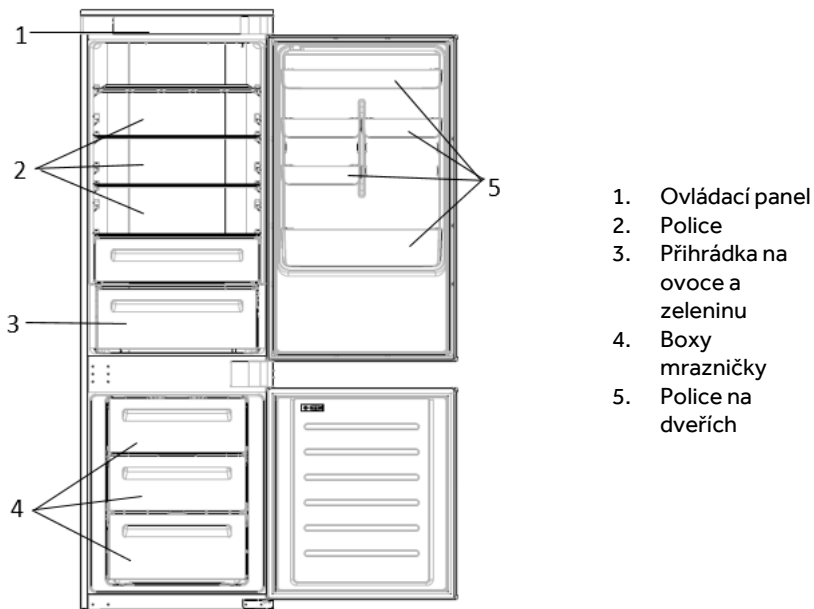 1
2
3
4
5
1. Ovládací panel
2. Police
3. Přihrádka na
ovoce a
zeleninu
4. Boxy
mrazničky
5. Police na
dveřích